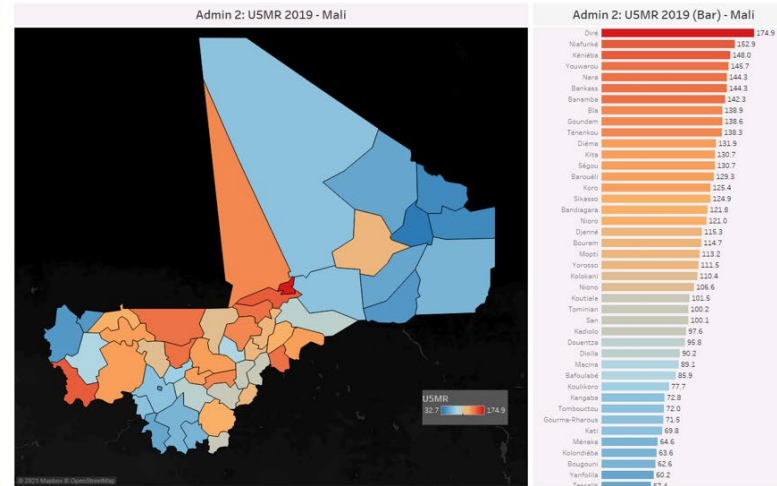 Admin 2: U5MR 2019 - Mali
U5MR
32.7 174.9
© 2021 Mapbox © OpenStreetMap
Admin 2: U5MR 2019 (Bar) - Mali
Diré 174.9
Niafunké 152.9
Kéniéba 148.0
Youwarou 145.7
Nara 144.3
Bankass 144.3
Banamba 142.3
Bla 138.9
Goundam 138.6
Ténenkou 138.3
Diéma 131.9
Kita 130.7
Ségou 130.7
Barouéli 129.3
Koro 125.4
Sikasso 124.9
Bandiagara 121.8
Nioro 121.0
Djenné 115.3
Bourem 114.7
Mopti 113.2
Yorosso 111.5
Kolokani 110.4
Niono 106.6
Koutiala 101.5
Tominian 100.2
San 100.1
Kadiolo 97.6
Douentza 95.8
Dioïla 90.2
Macina 89.1
Bafoulabé 85.9
Koulikoro 77.7
Kangaba 72.8
Tombouctou 72.0
Gourma-Rharous 71.5
Kati 69.8
Ménaka 64.6
Kolondiéba 63.6
Bougouni 62.6
Yanfolila 60.2